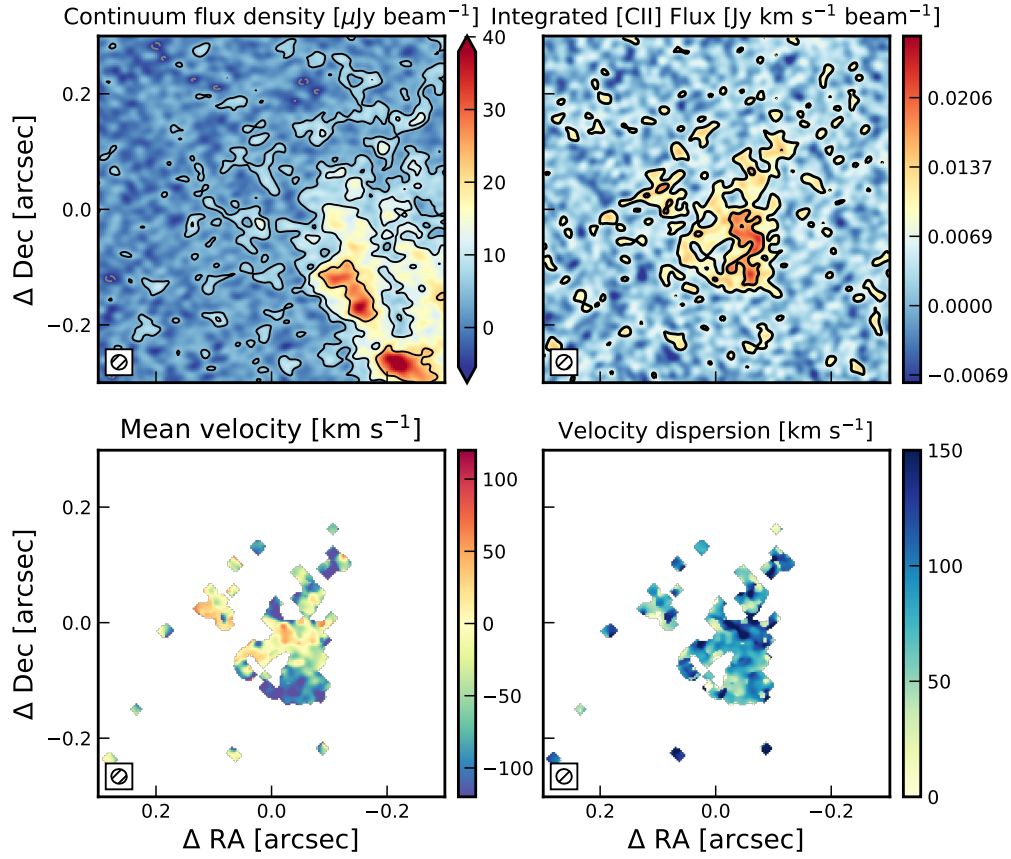 Continuum flux density [μJy beam⁻¹]
Integrated [CII] Flux [Jy km s⁻¹ beam⁻¹]
40
30
20
10
0
0.2
0.0
−0.2
Δ Dec [arcsec]
0.0206
0.0137
0.0069
0.0000
−0.0069
Mean velocity [km s⁻¹]
Velocity dispersion [km s⁻¹]
0.2
0.0
−0.2
Δ Dec [arcsec]
100
50
0
−50
−100
150
100
50
0
0.2 0.0 −0.2
0.2 0.0 −0.2
Δ RA [arcsec]
Δ RA [arcsec]